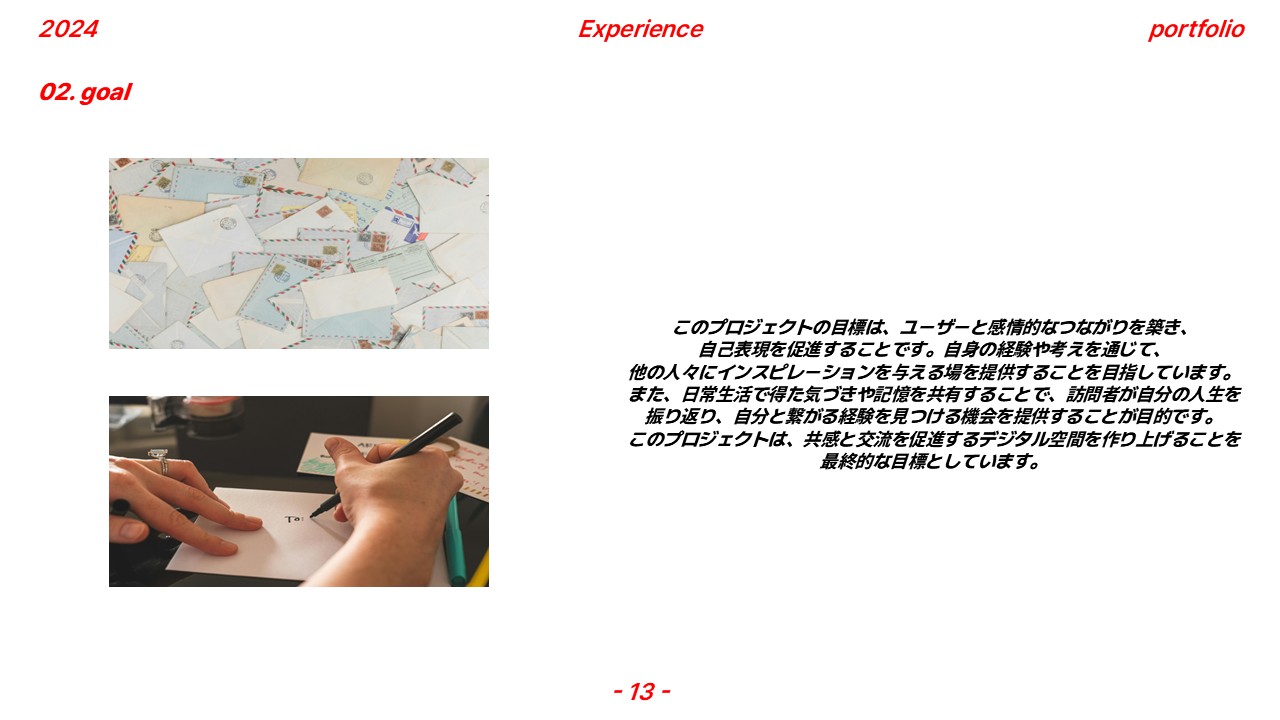 2024
Experience
portfolio
02. goal
To:
このプロジェクトの目標は、ユーザーと感情的なつながりを築き、
自己表現を促進することです。自身の経験や考えを通じて、
他の人々にインスピレーションを与える場を提供することを目指しています。
また、日常生活で得た気づきや記憶を共有することで、訪問者が自分の人生を
振り返り、自分と繋がる経験を見つける機会を提供することが目的です。
このプロジェクトは、共感と交流を促進するデジタル空間を作り上げることを
最終的な目標としています。
- 13 -